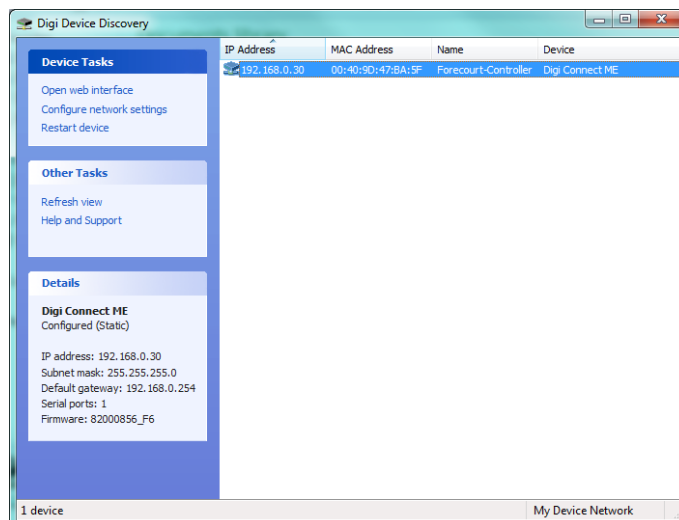 Digi Device Discovery
Device Tasks
Open web interface
Configure network settings
Restart device
Other Tasks
Refresh view
Help and Support
Details
Digi Connect ME
Configured (Static)
IP address: 192.168.0.30
Subnet mask: 255.255.255.0
Default gateway: 192.168.0.254
Serial ports: 1
Firmware: 82000856_F6
IP Address MAC Address Name Device
192.168.0.30 00:40:9D:47:BA:5F Forecourt-Controller Digi Connect ME
1 device My Device Network